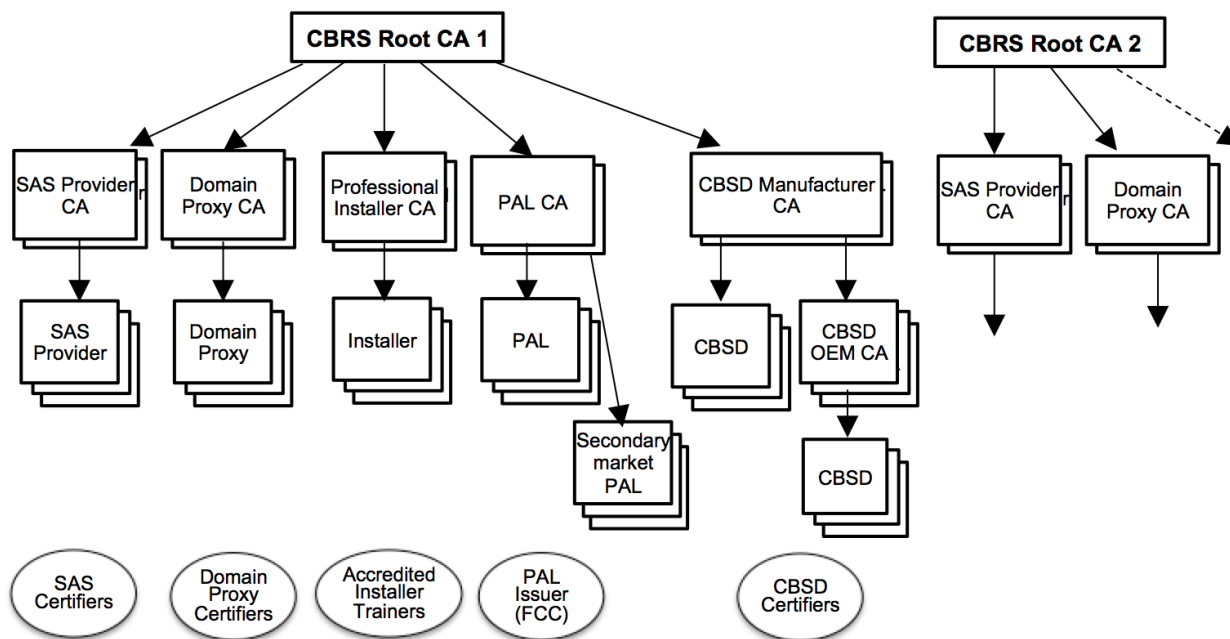 CBRS Root CA 1
CBRS Root CA 2
SAS Provider
CA
Domain
Proxy CA
Professional
Installer CA
PAL CA
CBSD Manufacturer
CA
SAS Provider
CA
Domain
Proxy CA
SAS
Provider
Domain
Proxy
Installer
PAL
CBSD
CBSD
OEM CA
Secondary
market
PAL
CBSD
SAS
Certifiers
Domain
Proxy
Certifiers
Accredited
Installer
Trainers
PAL
Issuer
(FCC)
CBSD
Certifiers